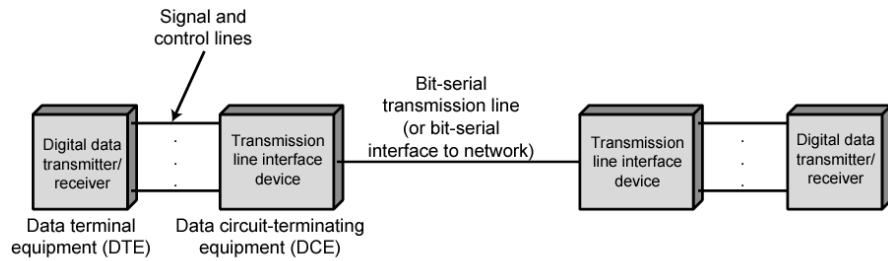 Signal and
control lines
Bit-serial
transmission line
(or bit-serial
interface to network)
Digital data
transmitter/
receiver
Transmission
line interface
device
Transmission
line interface
device
Digital data
transmitter/
receiver
Data terminal
equipment (DTE)
Data circuit-terminating
equipment (DCE)